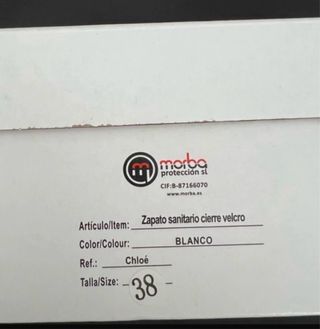 morba
protección sl
CIF:B-87166070
www.morba.es
Artículo/Item: Zapato sanitario cierre velcro
Color/Colour: BLANCO
Ref.: Chloé
Talla/Size: -38-